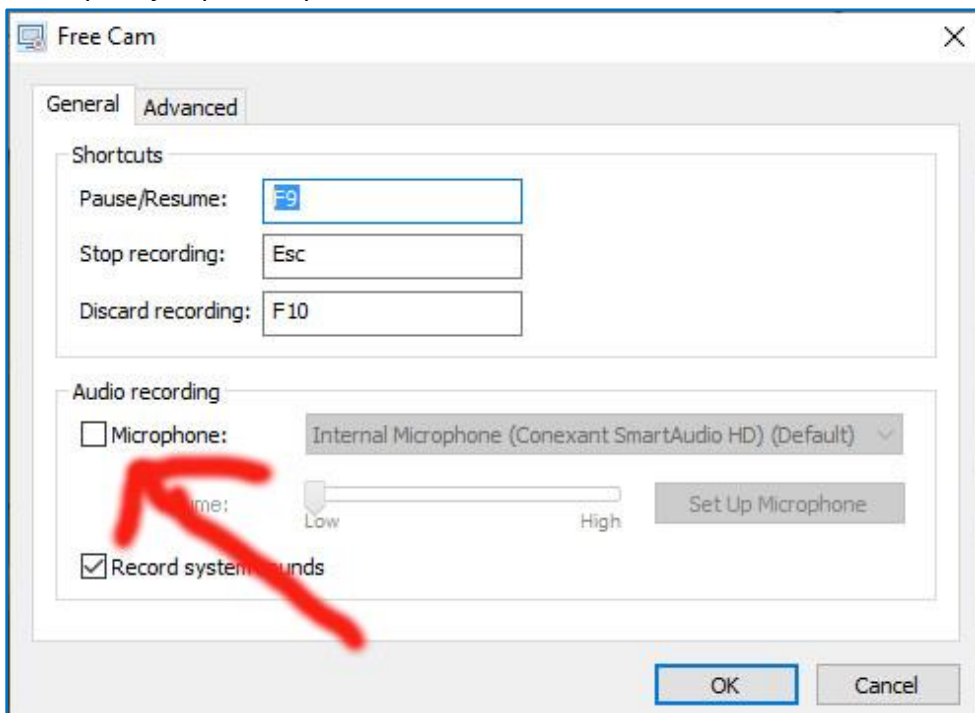 Free Cam
General Advanced
Shortcuts
Pause/Resume: F9
Stop recording: Esc
Discard recording: F10
Audio recording
Microphone: Internal Microphone (Conexant SmartAudio HD) (Default)
Set Up Microphone
Low High
Record system
OK Cancel